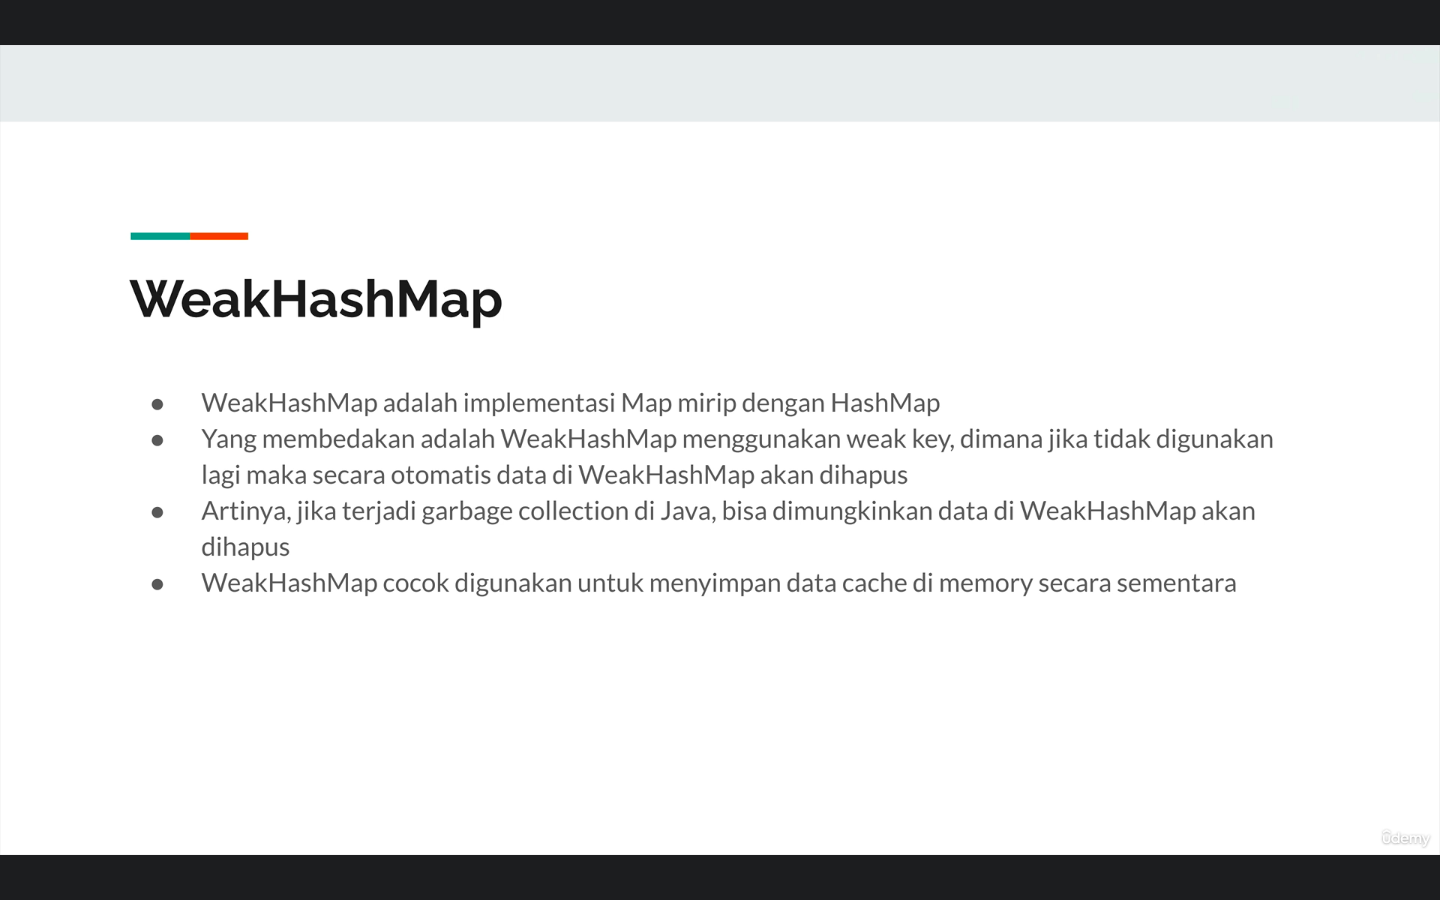 WeakHashMap
● WeakHashMap adalah implementasi Map mirip dengan HashMap
● Yang membedakan adalah WeakHashMap menggunakan weak key, dimana jika tidak digunakan
lagi maka secara otomatis data di WeakHashMap akan dihapus
● Artinya, jika terjadi garbage collection di Java, bisa dimungkinkan data di WeakHashMap akan
dihapus
● WeakHashMap cocok digunakan untuk menyimpan data cache di memory secara sementara
ûdemy